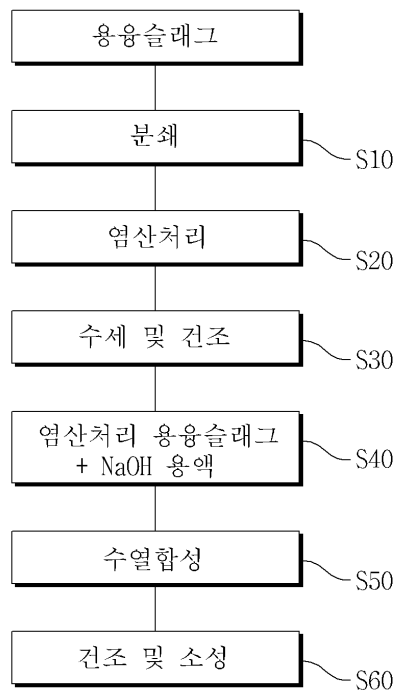 용융슬래그
분쇄
S10
염산처리
S20
수세 및 건조
S30
염산처리 용융슬래그
+ NaOH 용액
S40
수열합성
S50
건조 및 소성
S60